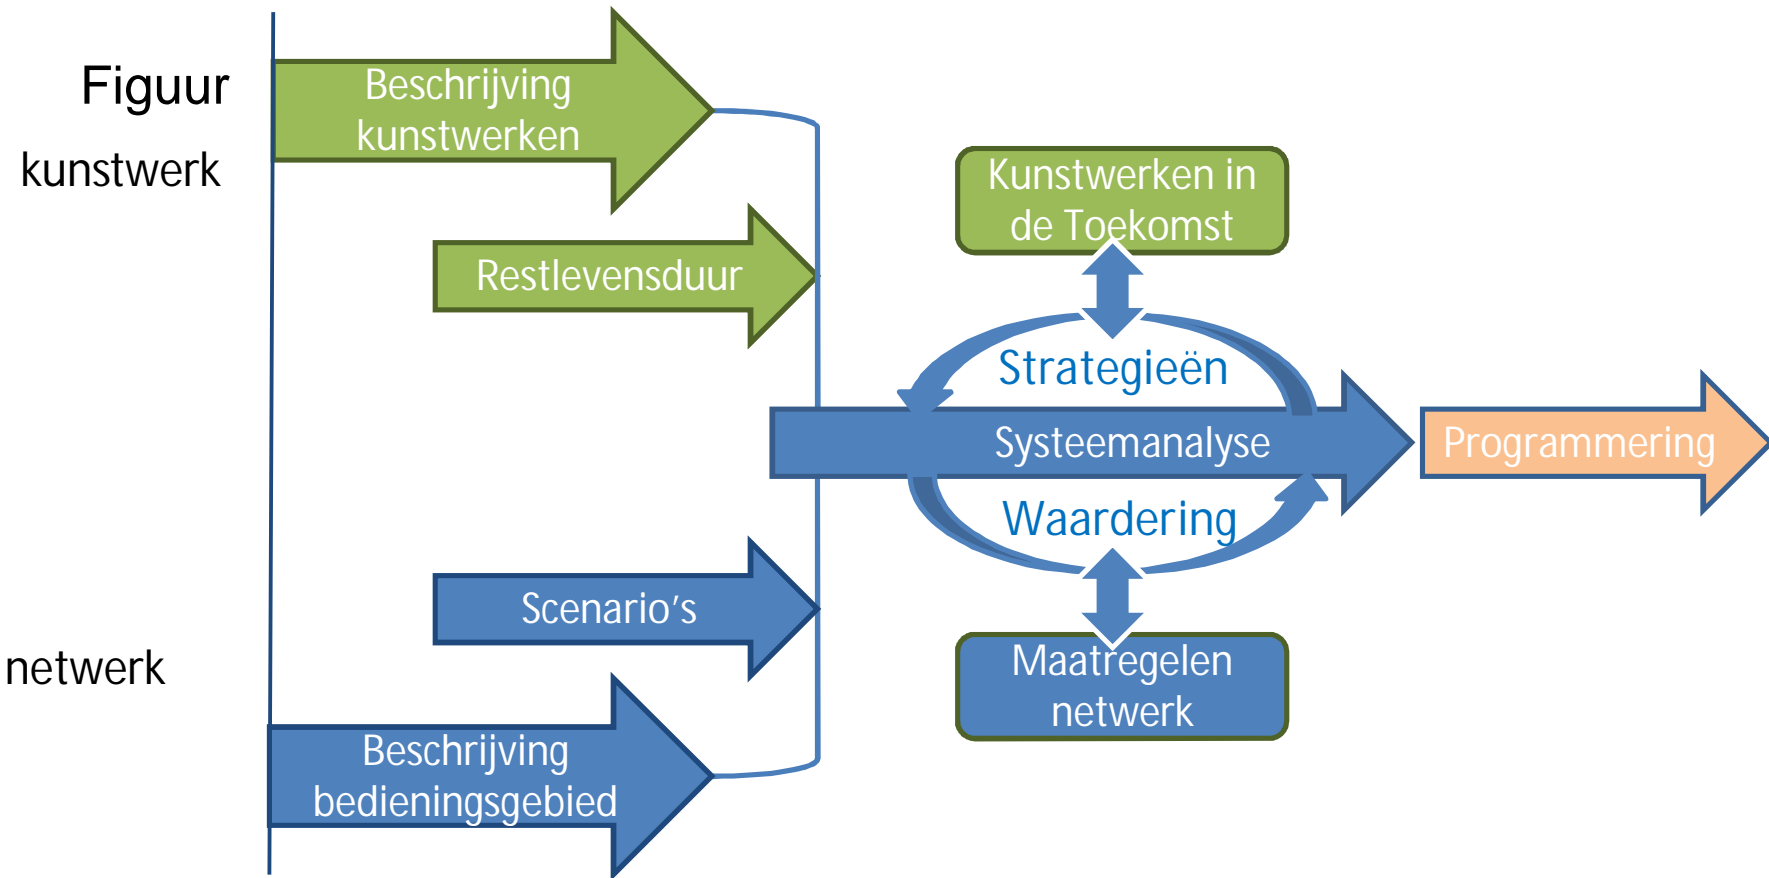 Figuur
kunstwerk
Beschrijving
kunstwerken
Restlevensduur
Kunstwerken in
de Toekomst
Strategieën
Systeemanalyse
Waardering
Programmering
Scenario's
netwerk
Maatregelen
netwerk
Beschrijving
bedieningsgebied